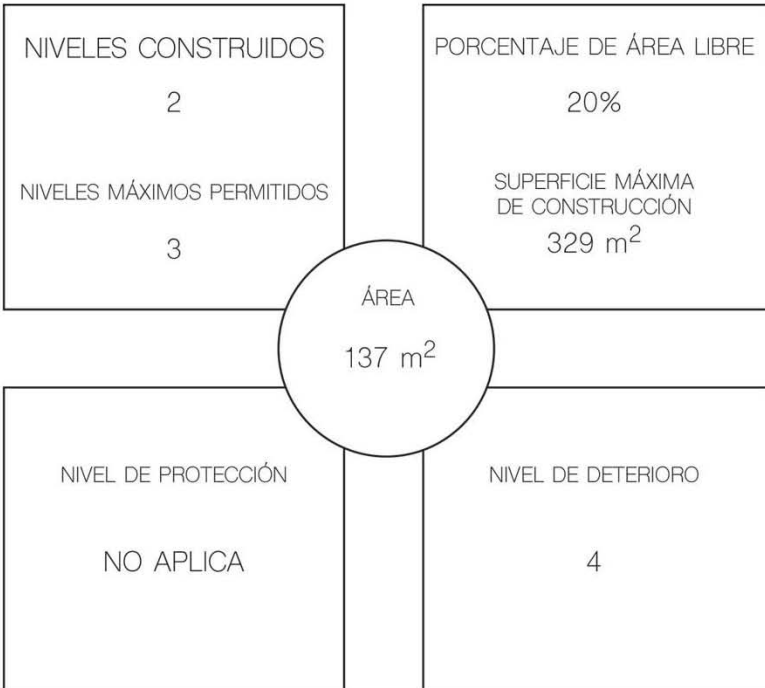 NIVELES CONSTRUIDOS
2
NIVELES MÁXIMOS PERMITIDOS
3
PORCENTAJE DE ÁREA LIBRE
20%
SUPERFICIE MÁXIMA
DE CONSTRUCCIÓN
329 m²
ÁREA
137 m²
NIVEL DE PROTECCIÓN
NO APLICA
NIVEL DE DETERIORO
4